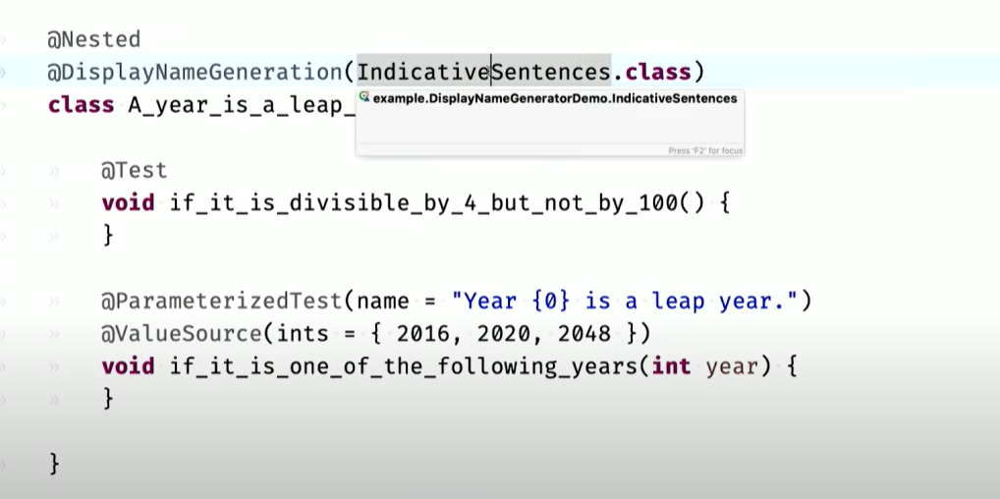 @Nested
@DisplayNameGeneration(IndicativeSentences.class)
example.DisplayNameGeneratorDemo.IndicativeSentences
class A_year_is_a_leap_
Press 'F2' for focus
@Test
void if_it_is_divisible_by_4_but_not_by_100() {
}
@ParameterizedTest(name = "Year {0} is a leap year.")
@ValueSource(ints = { 2016, 2020, 2048 })
void if_it_is_one_of_the_following_years(int year) {
}
}